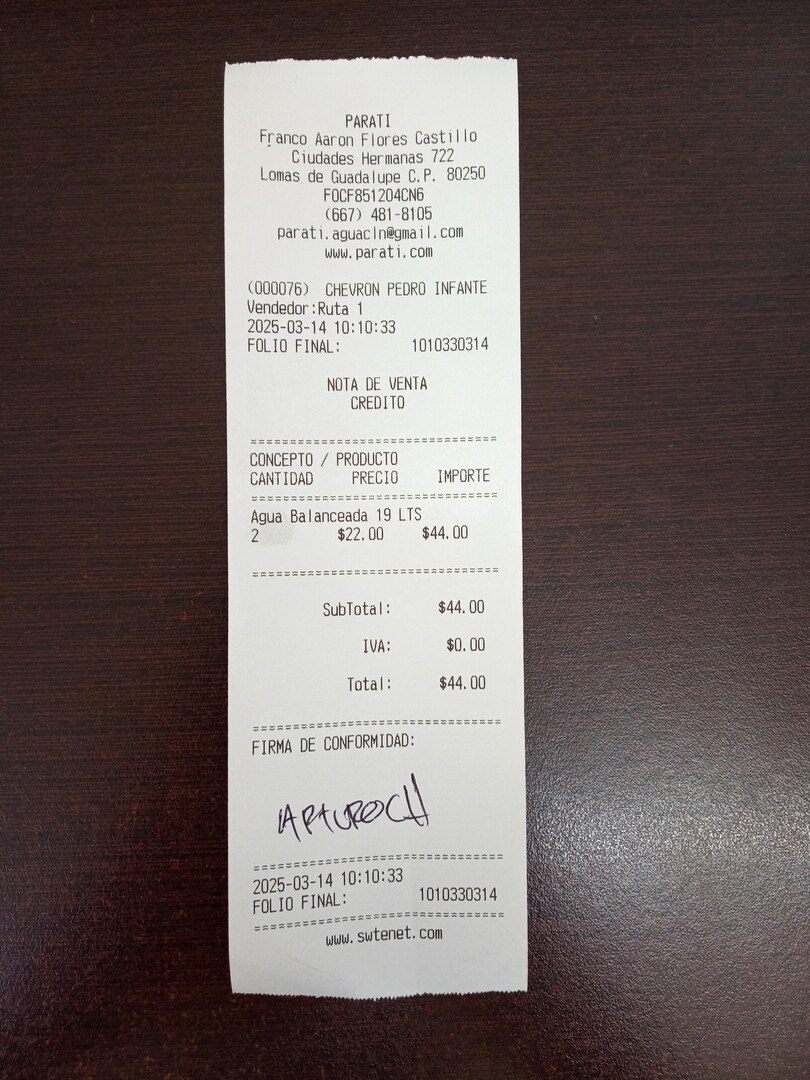 PARATI
Franco Aaron Flores Castillo
Ciudades Hermanas 722
Lomas de Guadalupe C.P. 80250
FOCF851204CN6
(667) 481-8105
parati.aguacln@gmail.com
www.parati.com
(000076) CHEVRON PEDRO INFANTE
Vendedor:Ruta 1
2025-03-14 10:10:33
FOLIO FINAL: 1010330314
NOTA DE VENTA
CREDITO
CONCEPTO / PRODUCTO
CANTIDAD PRECIO IMPORTE
Agua Balanceada 19 LTS
2 $22.00 $44.00
SubTotal: $44.00
IVA: $0.00
Total: $44.00
FIRMA DE CONFORMIDAD:
ARTUROCH
2025-03-14 10:10:33
FOLIO FINAL: 1010330314
www.swtenet.com